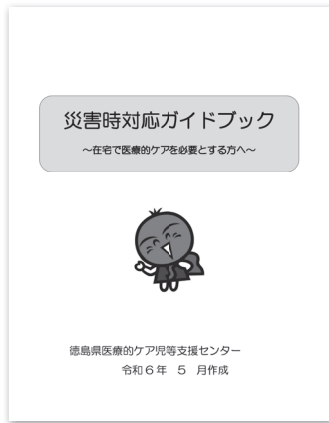 災害時対応ガイドブック
～在宅で医療的ケアを必要とする方へ～
徳島県医療的ケア児等支援センター
令和６年　５　月作成